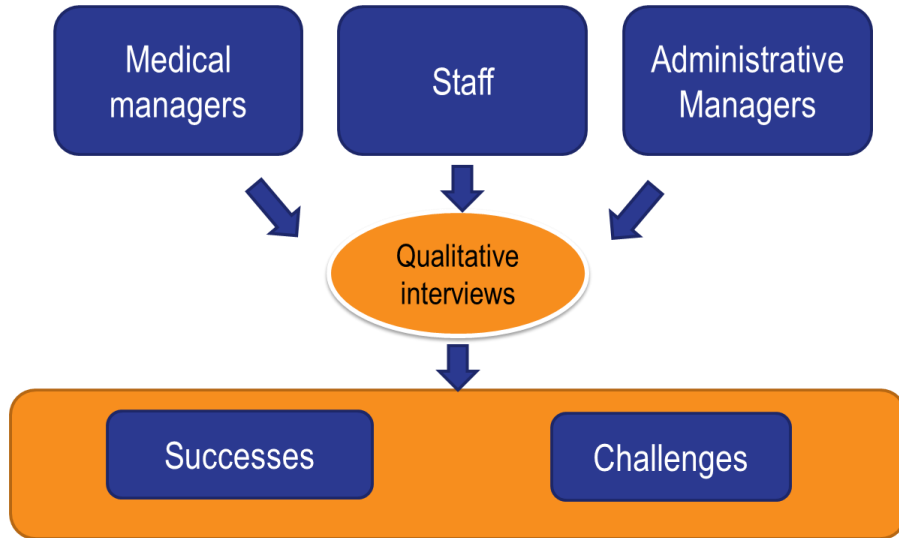 Medical
managers
Staff
Administrative
Managers
Qualitative
interviews
Successes
Challenges